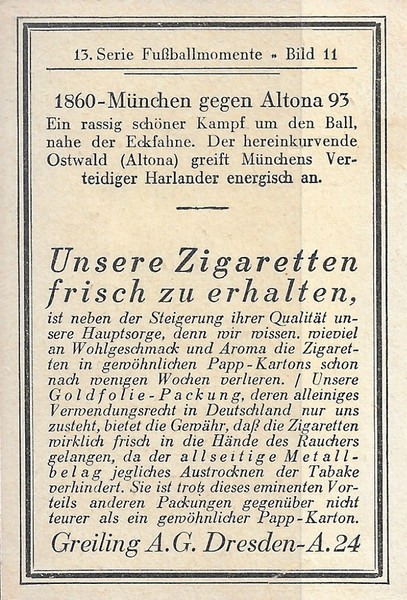 13. Serie Fußballmomente • Bild 11
1860-München gegen Altona 93
Ein rassig schöner Kampf um den Ball,
nahe der Eckfahne. Der hereinkurvende
Ostwald (Altona) greift Münchens Ver-
teidiger Harlander energisch an.
Unsere Zigaretten
frisch zu erhalten,
ist neben der Steigerung ihrer Qualität un-
sere Hauptsorge, denn wir wissen. wieviel
an Wohlgeschmack und Aroma die Zigaret-
ten in gewöhnlichen Papp-Kartons schon
nach wenigen Wochen verlieren. / Unsere
Goldfolie-Packung, deren alleiniges
Verwendungsrecht in Deutschland nur uns
zusteht, bietet die Gewähr, daß die Zigaretten
wirklich frisch in die Hände des Rauchers
gelangen, da der allseitige Metall-
belag jegliches Austrocknen der Tabake
verhindert. Sie ist trotz dieses eminenten Vor-
teils anderen Packungen gegenüber nicht
teurer als ein gewöhnlicher Papp-Karton.
Greiling A.G. Dresden-A.24